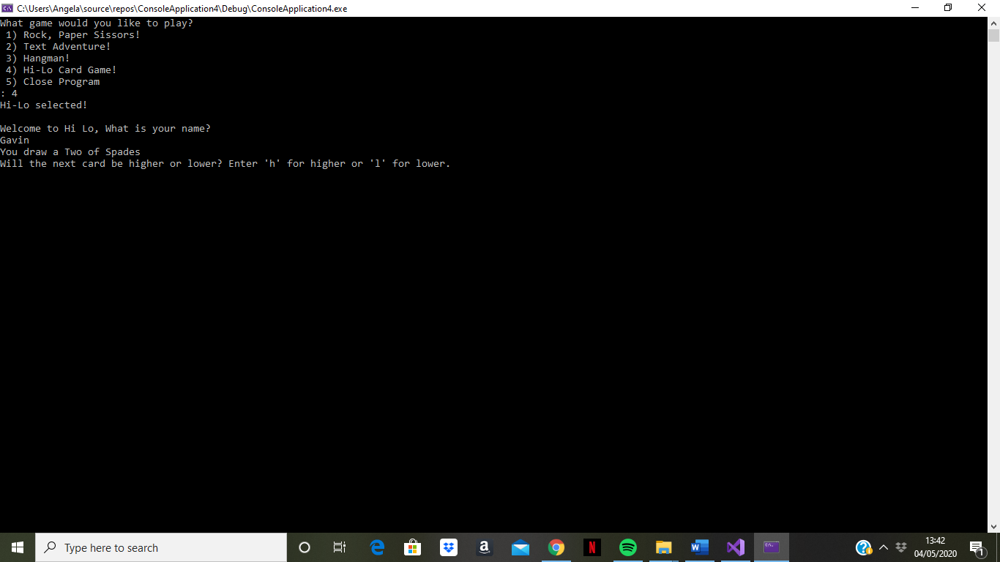 C:\Users\Angela\source\repos\ConsoleApplication4\Debug\ConsoleApplication4.exe
What game would you like to play?
1) Rock, Paper Sissors!
2) Text Adventure!
3) Hangman!
4) Hi-Lo Card Game!
5) Close Program
: 4
Hi-Lo selected!
Welcome to Hi Lo, What is your name?
Gavin
You draw a Two of Spades
Will the next card be higher or lower? Enter 'h' for higher or 'l' for lower.
Type here to search
13:42
04/05/2020
1